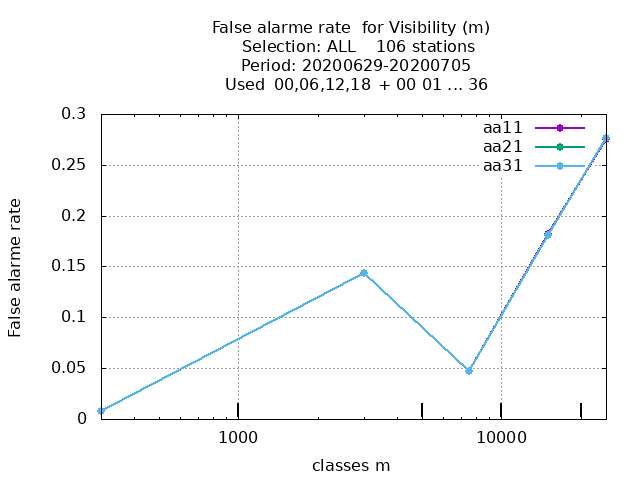 False alarme rate  for Visibility (m)
Selection: ALL    106 stations
Period: 20200629-20200705
Used  00,06,12,18 + 00 01 ... 36
aa11
aa21
aa31
0.3
0.25
0.2
0.15
0.1
0.05
0
False alarme rate
1000
10000
classes m